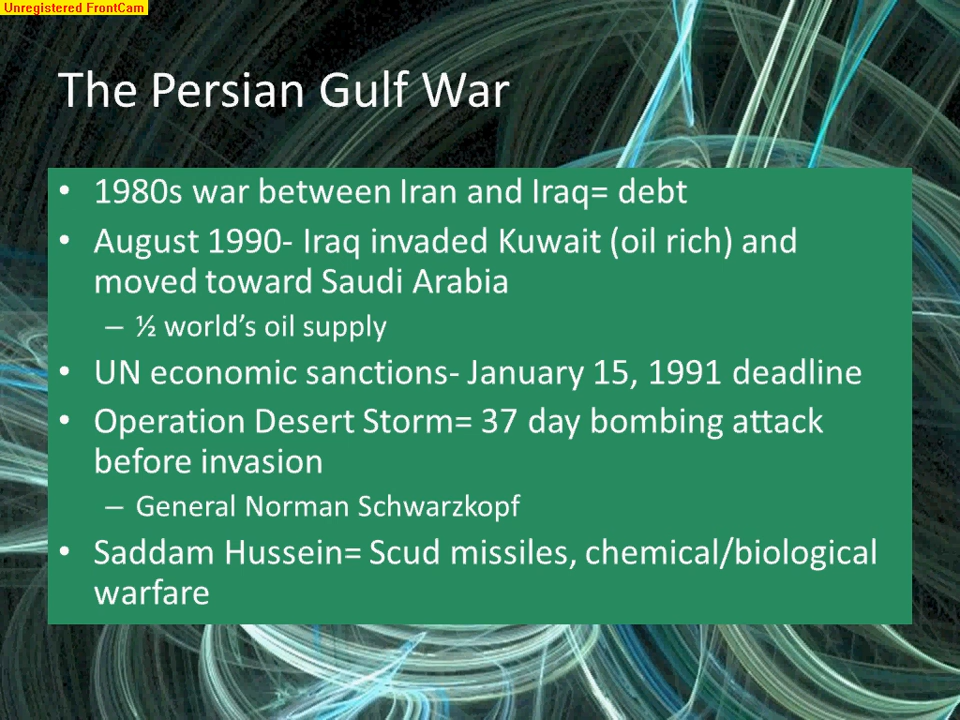 Unregistered FrontCam
The Persian Gulf War
• 1980s war between Iran and Iraq= debt
• August 1990- Iraq invaded Kuwait (oil rich) and
moved toward Saudi Arabia
– ½ world's oil supply
• UN economic sanctions- January 15, 1991 deadline
• Operation Desert Storm= 37 day bombing attack
before invasion
– General Norman Schwarzkopf
• Saddam Hussein= Scud missiles, chemical/biological
warfare